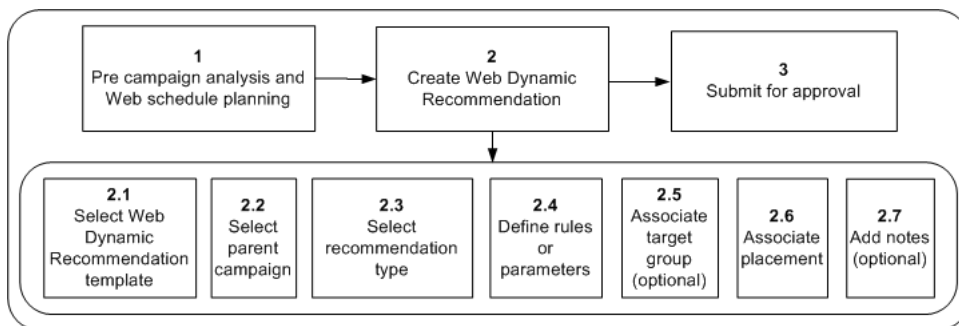 1
Pre campaign analysis and
Web schedule planning
2
Create Web Dynamic
Recommendation
3
Submit for approval
2.1
Select Web
Dynamic
Recommendation
template
2.2
Select
parent
campaign
2.3
Select
recommendation
type
2.4
Define rules
or
parameters
2.5
Associate
target
group
(optional)
2.6
Associate
placement
2.7
Add notes
(optional)